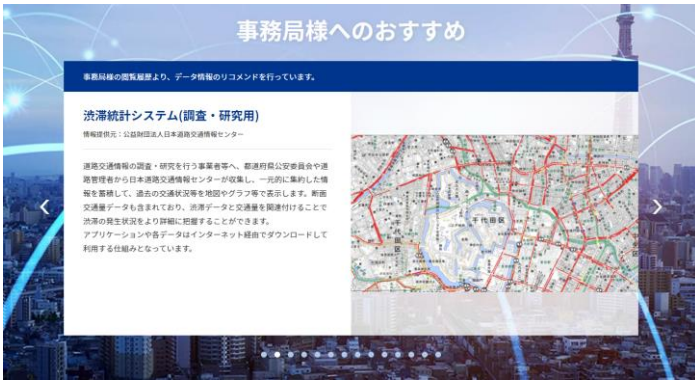 事務局様へのおすすめ
事務局様の閲覧履歴より、データ情報のリコメンドを行っています。
渋滞統計システム(調査・研究用)
情報提供元：公益財団法人日本道路交通情報センター
道路交通情報の調査・研究を行う事業者等へ、都道府県公安委員会や道
路管理者から日本道路交通情報センターが収集し、一元的に集約した情
報を蓄積して、過去の交通状況等を地図やグラフ等で表示します。断面
交通量データも含まれており、渋滞データと交通量を関連付けることで
渋滞の発生状況をより詳細に把握することができます。
アプリケーションや各データはインターネット経由でダウンロードして
利用する仕組みとなっています。
千代田区
千代田区